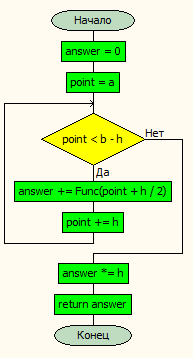 Начало
answer = 0
point = a
point < b - h
Нет
Да
answer += Func(point + h / 2)
point += h
answer *= h
return answer
Конец